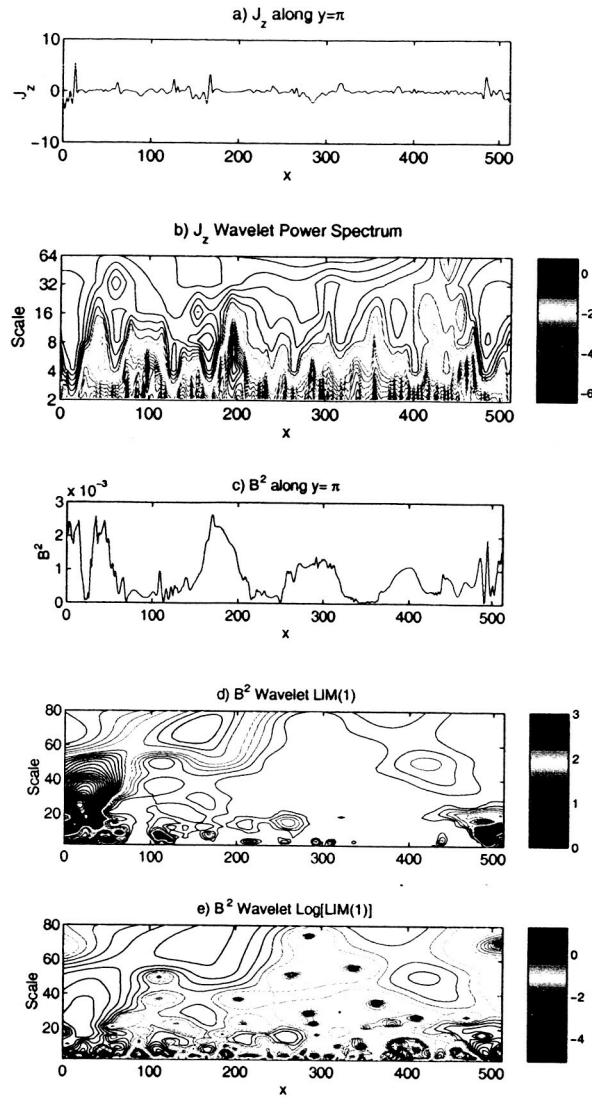 a) J_z along y=π
10
0
−10
J_z
0 100 200 300 400 500
x
b) J_z Wavelet Power Spectrum
64
32
16
8
4
2
Scale
0 100 200 300 400 500
x
0
−2
−4
−6
x 10⁻³
c) B² along y= π
3
2
1
0
B²
0 100 200 300 400 500
x
d) B² Wavelet LIM(1)
80
60
40
20
Scale
0 100 200 300 400 500
3
2
1
0
e) B² Wavelet Log[LIM(1)]
80
60
40
20
Scale
0 100 200 300 400 500
x
0
−2
−4